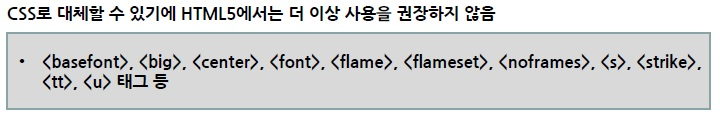 CSS로 대체할 수 있기에 HTML5에서는 더 이상 사용을 권장하지 않음
• <basefont>, <big>, <center>, <font>, <flame>, <flameset>, <noframes>, <s>, <strike>,
<tt>, <u> 태그 등